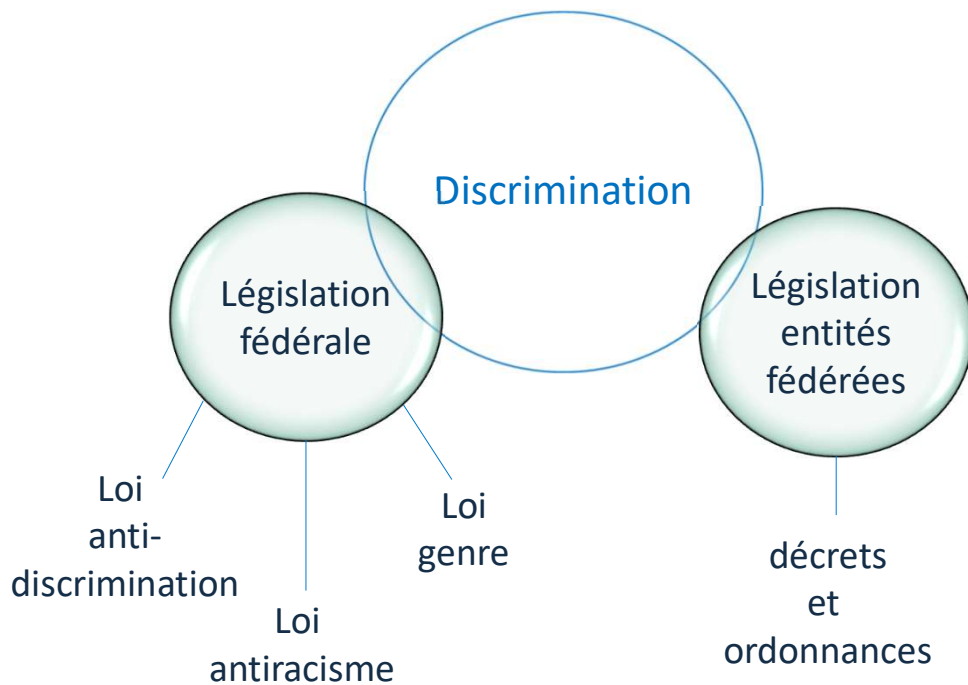 Discrimination
Législation
fédérale
Législation
entités
fédérées
Loi
anti-
discrimination
Loi
antiracisme
Loi
genre
décrets
et
ordonnances